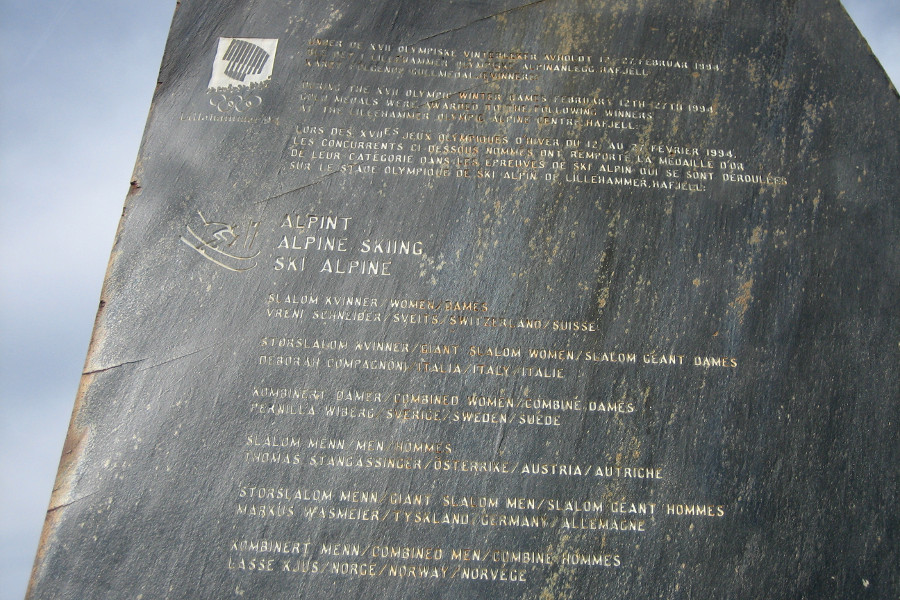 Lillehammer'94
UNDER DE XVII OLYMPISKE VINTERLEKER AVHOLDT 12.-27. FEBRUAR 1994
LILLEHAMMER ALPINANLEGG, HAFJELL
GULLMEDALJEVINNERE
DURING THE XVII OLYMPIC WINTER GAMES FEBRUARY 12TH-27TH 1994
GOLD MEDALS WERE AWARDED TO THE FOLLOWING WINNERS
AT THE LILLEHAMMER OLYMPIC ALPINE CENTRE, HAFJELL:
LORS DES XVIIES JEUX OLYMPIQUES D'HIVER DU 12 AU 27 FÉVRIER 1994,
LES CONCURRENTS CI-DESSOUS NOMMÉS ONT REMPORTÉ LA MÉDAILLE D'OR
DE LEUR CATÉGORIE DANS LES ÉPREUVES DE SKI ALPIN QUI SE SONT DÉROULÉES
SUR LE STADE OLYMPIQUE DE SKI ALPIN DE LILLEHAMMER, HAFJELL:
ALPINT
ALPINE SKIING
SKI ALPINE
SLALOM KVINNER/WOMEN/DAMES
VRENI SCHNEIDER/SVEITS/SWITZERLAND/SUISSE
STORSLALOM KVINNER/GIANT SLALOM WOMEN/SLALOM GÉANT DAMES
DEBORAH COMPAGNONI/ITALIA/ITALY/ITALIE
KOMBINERT DAMER/COMBINED WOMEN/COMBINÉ DAMES
PERNILLA WIBERG/SVERIGE/SWEDEN/SUÈDE
SLALOM MENN/MEN/HOMMES
THOMAS STANGASSINGER/ØSTERRIKE/AUSTRIA/AUTRICHE
STORSLALOM MENN/GIANT SLALOM MEN/SLALOM GÉANT HOMMES
MARKUS WASMEIER/TYSKLAND/GERMANY/ALLEMAGNE
KOMBINERT MENN/COMBINED MEN/COMBINÉ HOMMES
LASSE KJUS/NORGE/NORWAY/NORVÈGE